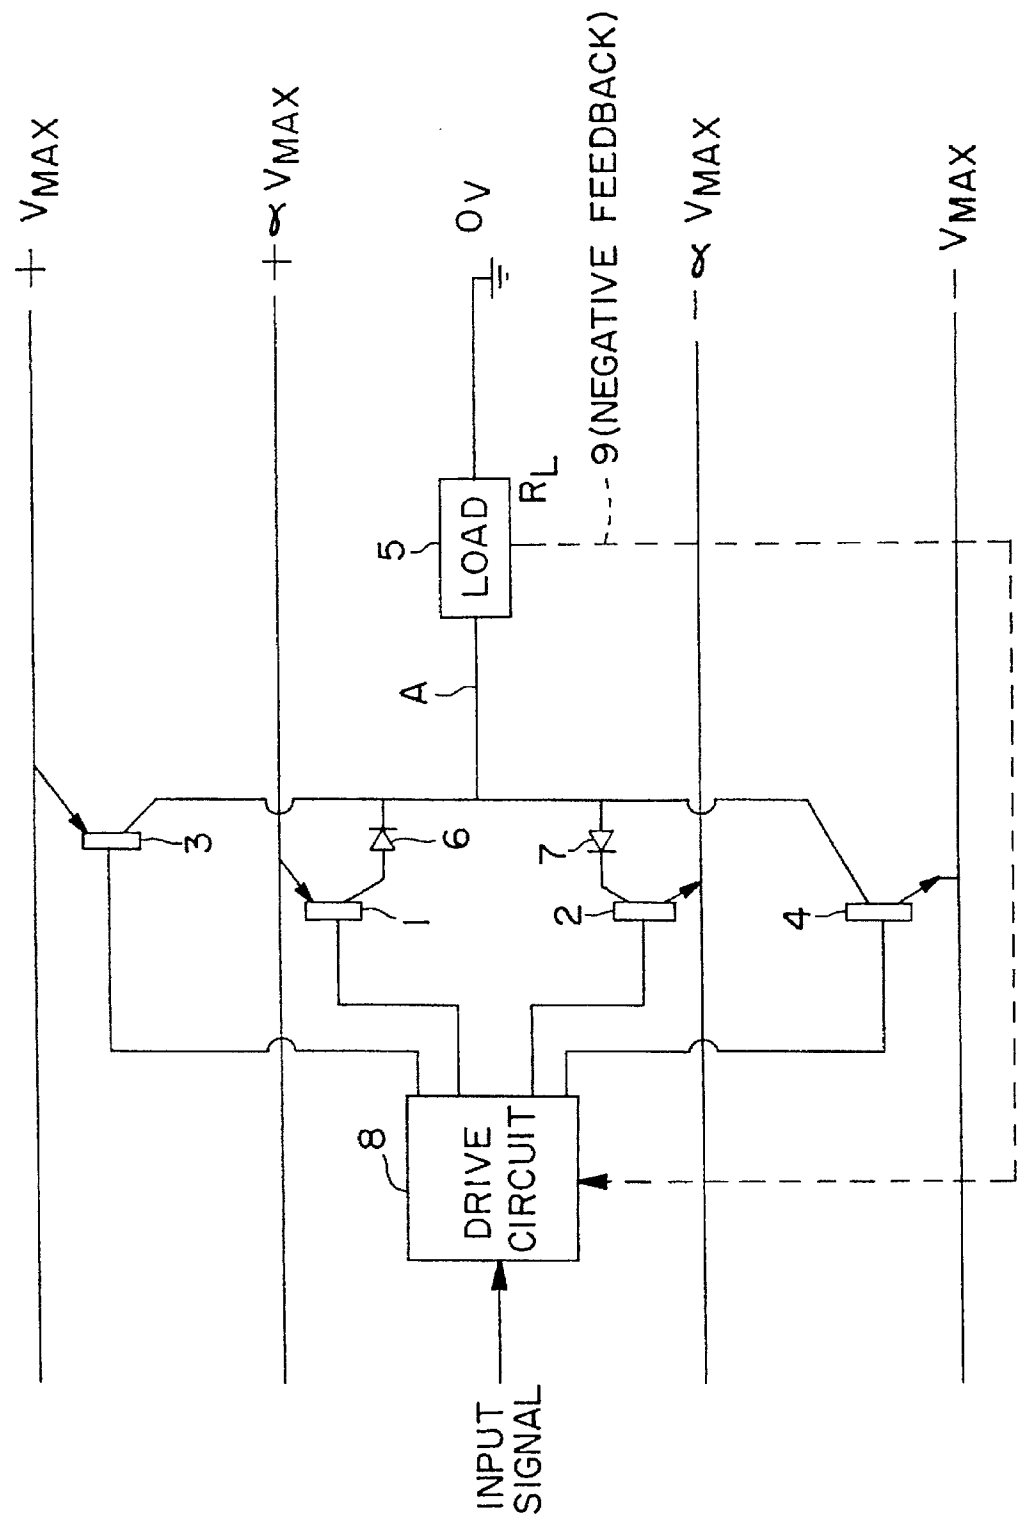 + VMAX
+ γ VMAX
0V
9(NEGATIVE FEEDBACK)
- γ VMAX
- VMAX
5
LOAD
RL
A
3
6
1
7
2
4
8
DRIVE
CIRCUIT
INPUT
SIGNAL